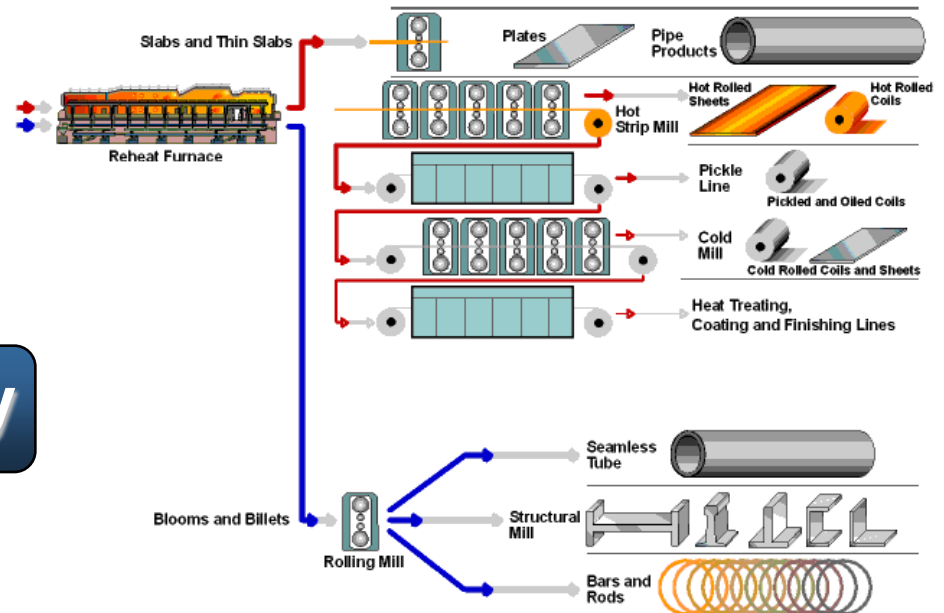 Slabs and Thin Slabs
Plates
Pipe
Products
Reheat Furnace
Hot
Strip Mill
Hot Rolled
Sheets
Hot Rolled
Coils
Pickle
Line
Pickled and Oiled Coils
Cold
Mill
Cold Rolled Coils and Sheets
Heat Treating,
Coating and Finishing Lines
y
Seamless
Tube
Blooms and Billets
Rolling Mill
Structural
Mill
Bars and
Rods